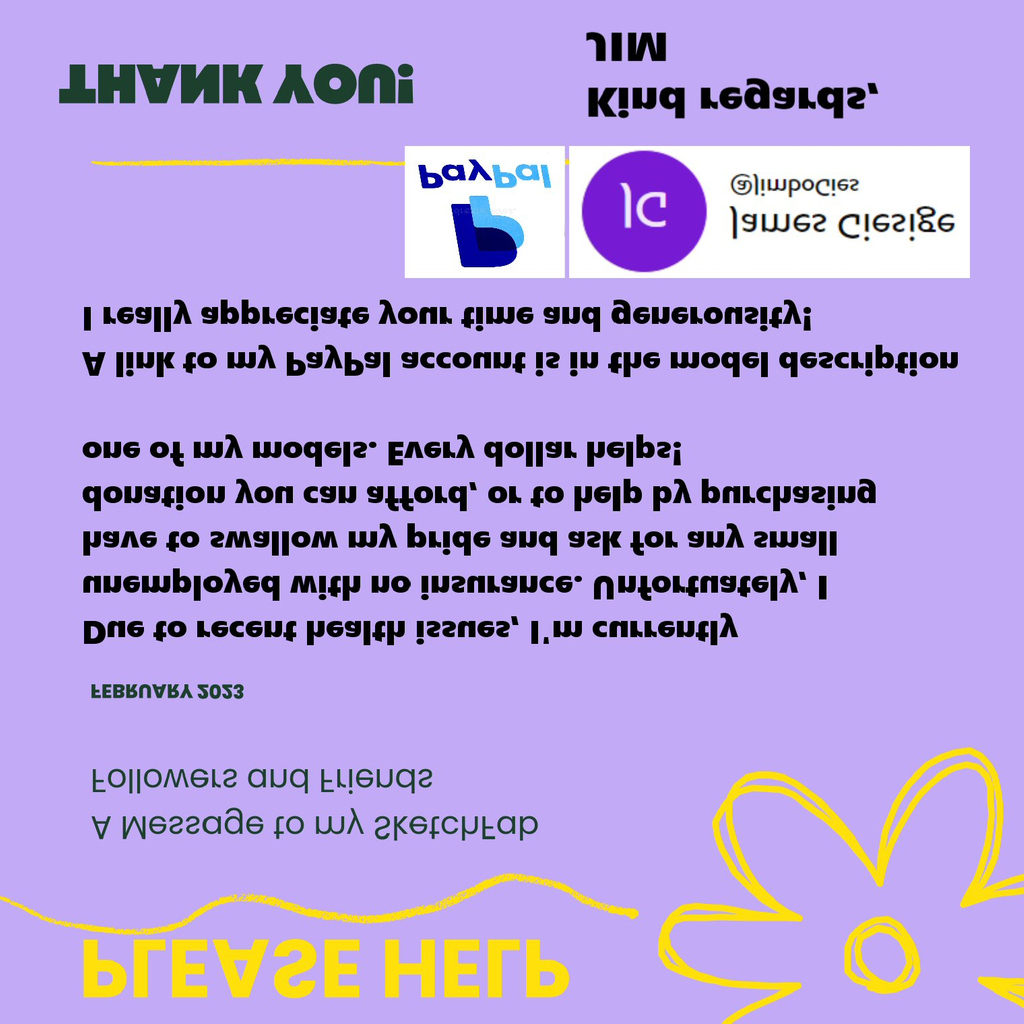 PLEASE HELP
A Message to my SketchFab
Followers and Friends
FEBRUARY 2023
Due to recent health issues, I'm currently
unemployed with no insurance. Unfortuately, I
have to swallow my pride and ask for any small
donation you can afford, or to help by purchasing
one of my models. Every dollar helps!
A link to my PayPal account is in the model description
I really appreciate your time and generousity!
PayPal
JG
James Giesige
@JimboGies
THANK YOU!
Kind regards,
JIM